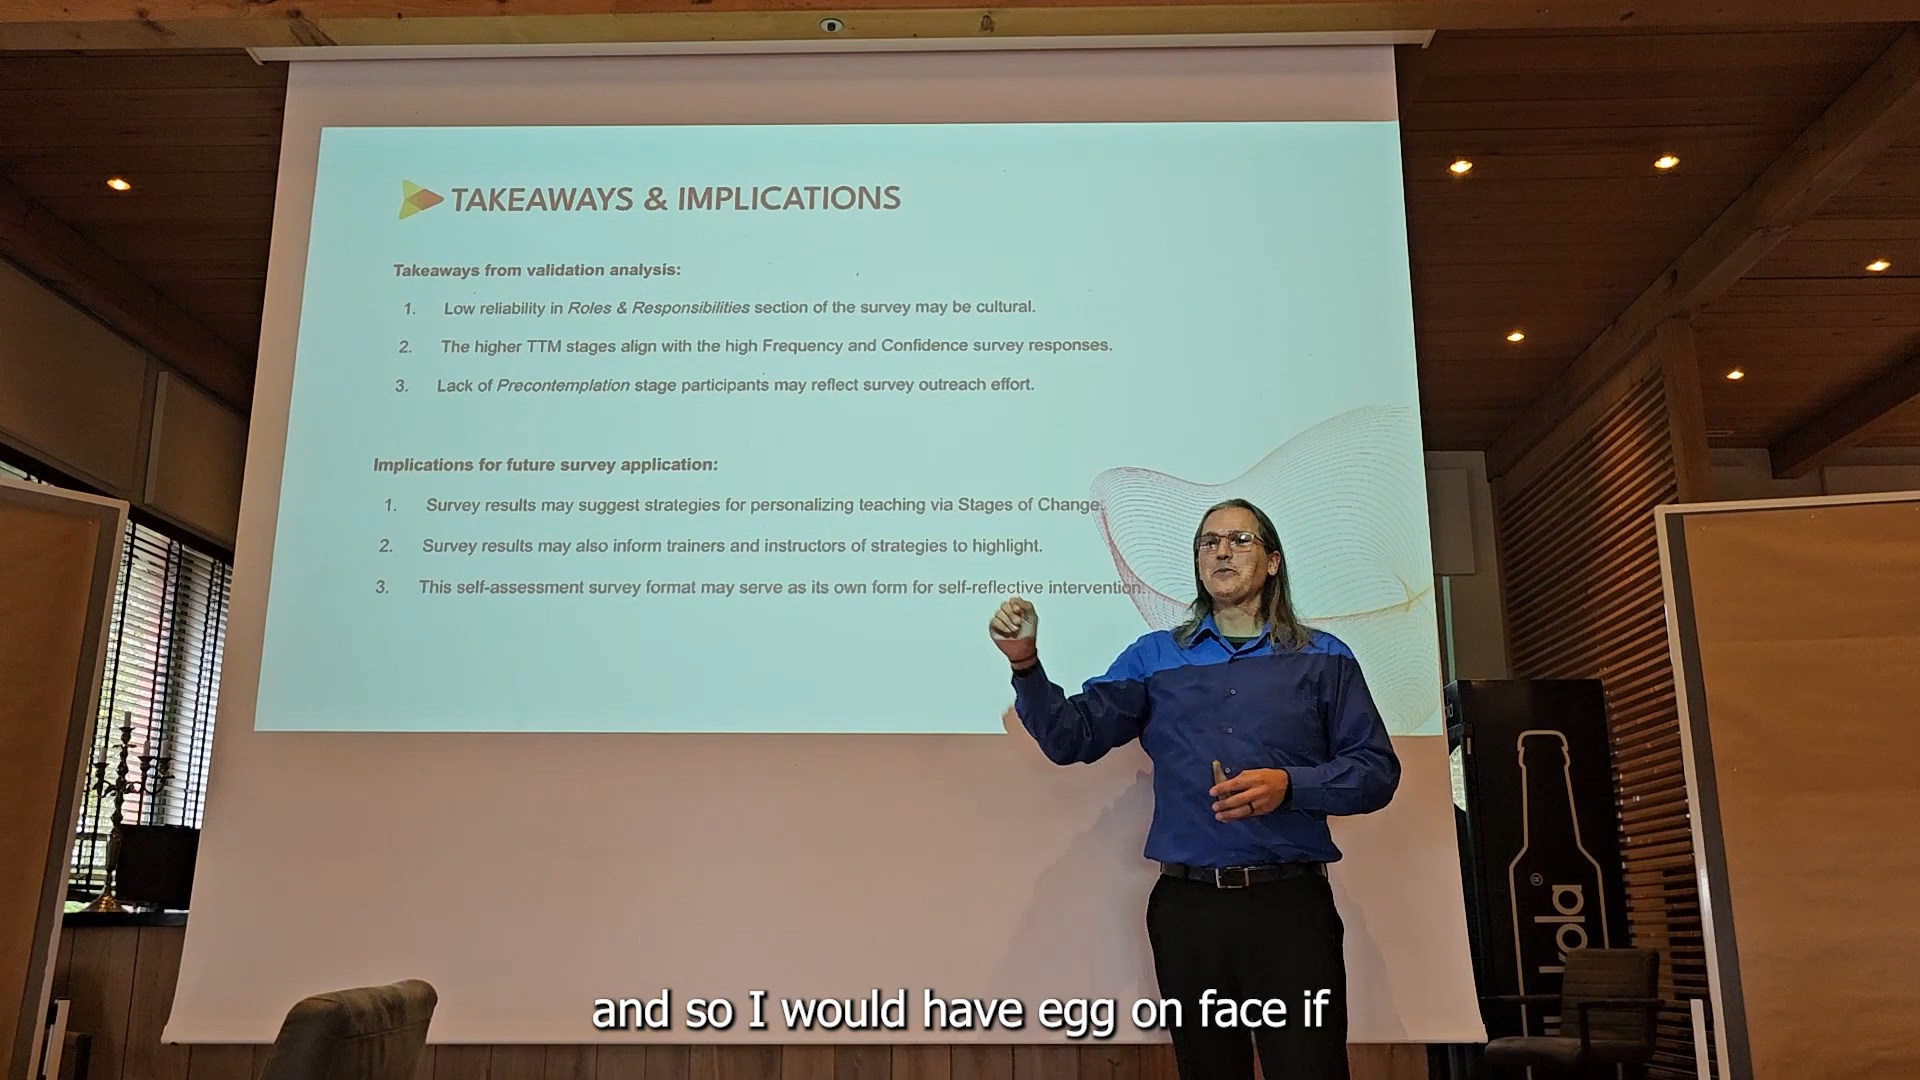 TAKEAWAYS & IMPLICATIONS
Takeaways from validation analysis:
1. Low reliability in Roles & Responsibilities section of the survey may be cultural.
2. The higher TTM stages align with the high Frequency and Confidence survey responses.
3. Lack of Precontemplation stage participants may reflect survey outreach effort.
Implications for future survey application:
1. Survey results may suggest strategies for personalizing teaching via Stages of Change.
2. Survey results may also inform trainers and instructors of strategies to highlight.
3. This self-assessment survey format may serve as its own form for self-reflective intervention.
kola
®
and so I would have egg on face if